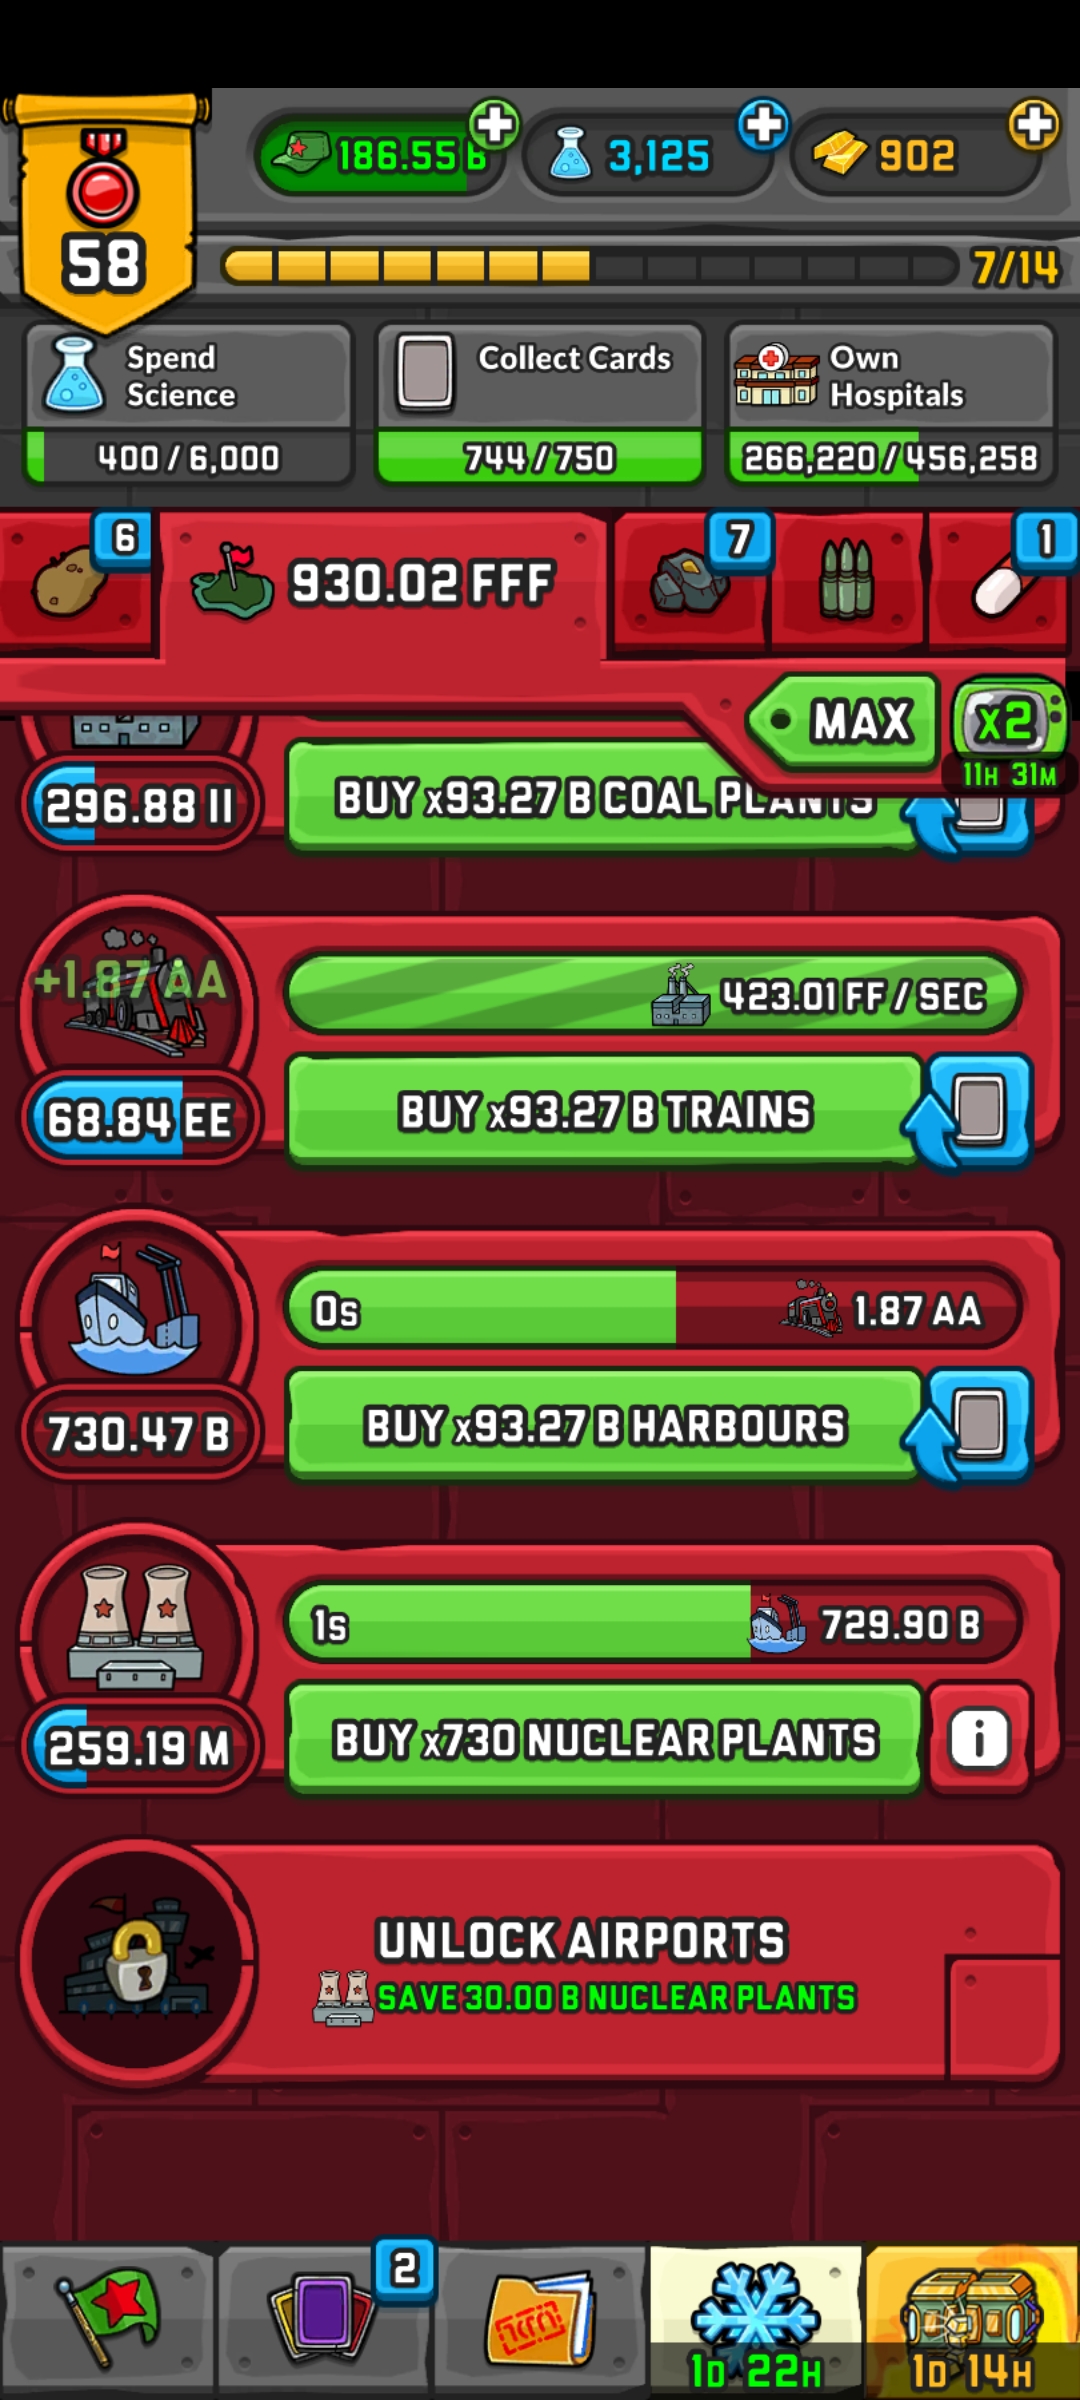 58
186.55 B
3,125
902
7/14
Spend
Science
400 / 6,000
Collect Cards
744 / 750
Own
Hospitals
266,220 / 456,258
6
930.02 FFF
7
1
MAX
x2
11H 31M
296.88 II
BUY x93.27 B COAL PLANTS
+1.87 AA
423.01 FF / SEC
68.84 EE
BUY x93.27 B TRAINS
0s
1.87 AA
730.47 B
BUY x93.27 B HARBOURS
1s
729.90 B
259.19 M
BUY x730 NUCLEAR PLANTS
i
UNLOCK AIRPORTS
SAVE 30.00 B NUCLEAR PLANTS
2
1D 22H
1D 14H